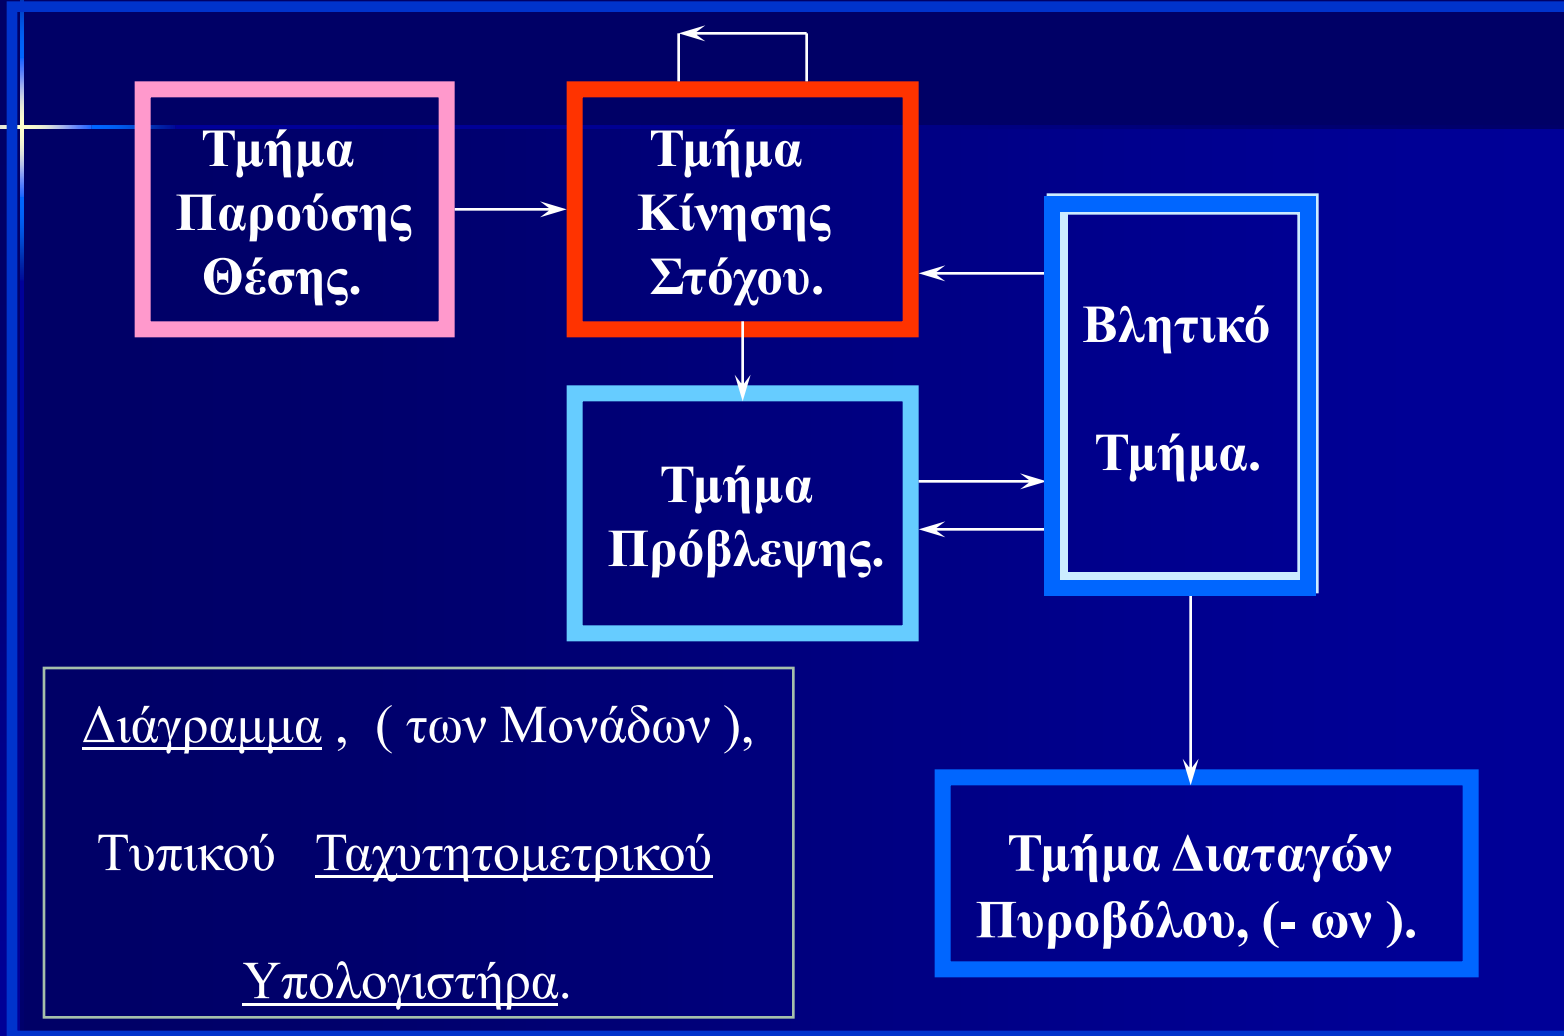 Τμήμα
Παρούσης
Θέσης.
Τμήμα
Κίνησης
Στόχου.
Βλητικό
Τμήμα.
Τμήμα
Πρόβλεψης.
Διάγραμμα , ( των Μονάδων ),
Τυπικού Ταχυτητομετρικού
Υπολογιστήρα.
Τμήμα Διαταγών
Πυροβόλου, (- ων ).